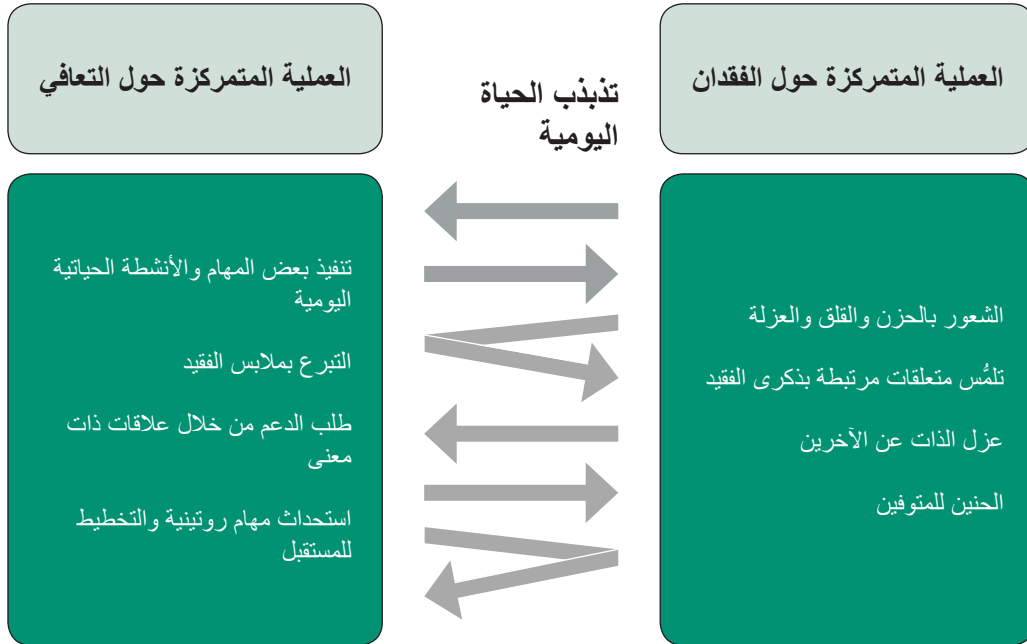 العملية المتمركزة حول الفقدان
تذبذب الحياة
اليومية
العملية المتمركزة حول التعافي
الشعور بالحزن والقلق والعزلة
تلمُّس متعلقات مرتبطة بذكرى الفقيد
عزل الذات عن الآخرين
الحنين للمتوفين
تنفيذ بعض المهام والأنشطة الحياتية
اليومية
التبرع بملابس الفقيد
طلب الدعم من خلال علاقات ذات
معنى
استحداث مهام روتينية والتخطيط
للمستقبل